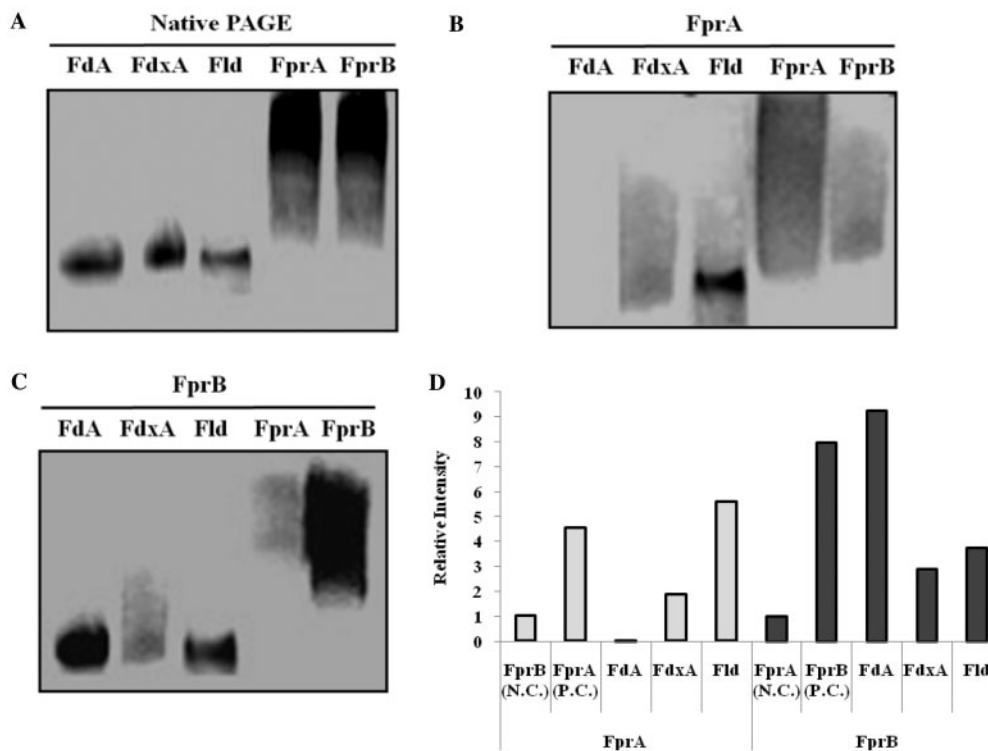 A
Native PAGE
FdA FdxA Fld FprA FprB
B
FprA
FdA FdxA Fld FprA FprB
C
FprB
FdA FdxA Fld FprA FprB
D
Relative Intensity
10
9
8
7
6
5
4
3
2
1
0
FprB (N.C.)
FprA (P.C.)
FdA
FdxA
Fld
FprA (N.C.)
FprB (P.C.)
FdA
FdxA
Fld
FprA
FprB